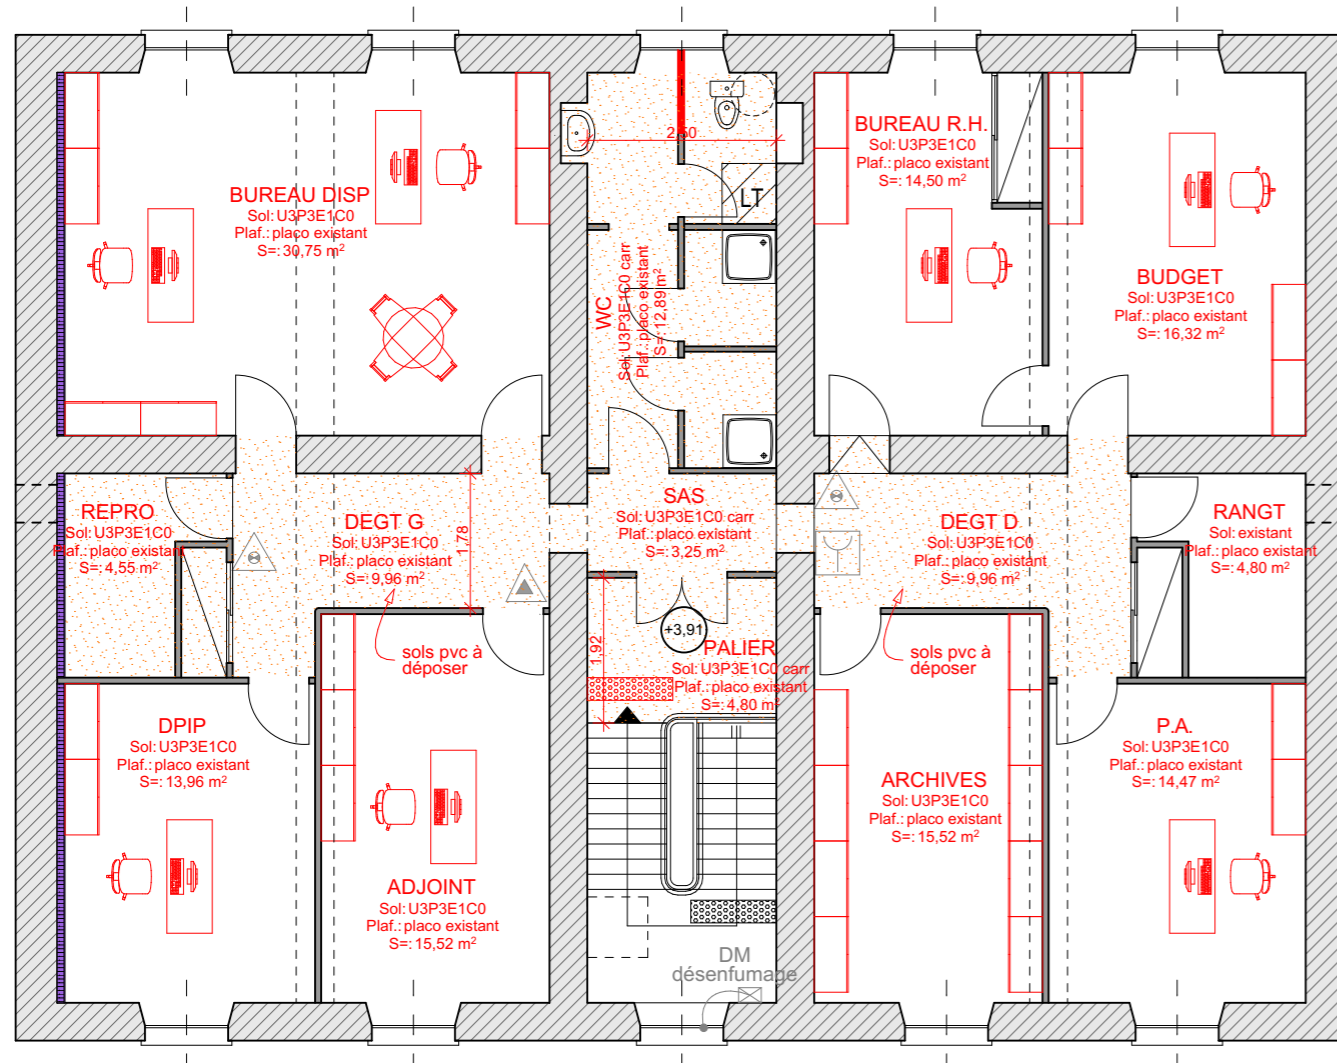 BUREAU DISP
Sol: U3P3E1C0
Plaf.: placo existant
S=: 30,75 m²
2,60
LT
WC
Sol: U3P3E1C0 carr
Plaf.: placo existant
S=: 12,89 m²
BUREAU R.H.
Sol: U3P3E1C0
Plaf.: placo existant
S=: 14,50 m²
BUDGET
Sol: U3P3E1C0
Plaf.: placo existant
S=: 16,32 m²
REPRO
Sol: U3P3E1C0
Plaf.: placo existant
S=: 4,55 m²
DEGT G
Sol: U3P3E1C0
Plaf.: placo existant
S=: 9,96 m²
1,78
SAS
Sol: U3P3E1C0 carr
Plaf.: placo existant
S=: 3,25 m²
DEGT D
Sol: U3P3E1C0
Plaf.: placo existant
S=: 9,96 m²
RANGT
Sol: existant
Plaf.: placo existant
S=: 4,80 m²
sols pvc à
déposer
1,92
+3,91
PALIER
Sol: U3P3E1C0 carr
Plaf.: placo existant
S=: 4,80 m²
sols pvc à
déposer
DPIP
Sol: U3P3E1C0
Plaf.: placo existant
S=: 13,96 m²
ADJOINT
Sol: U3P3E1C0
Plaf.: placo existant
S=: 15,52 m²
ARCHIVES
Sol: U3P3E1C0
Plaf.: placo existant
S=: 15,52 m²
P.A.
Sol: U3P3E1C0
Plaf.: placo existant
S=: 14,47 m²
DM
désenfumage